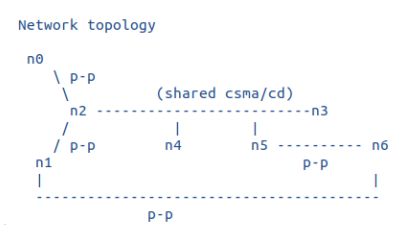 Network topology
n0
\ p-p
\ (shared csma/cd)
n2 -------------------------n3
/ | |
/ p-p n4 n5 ---------- n6
n1 p-p
| |
----------------------------------------
p-p